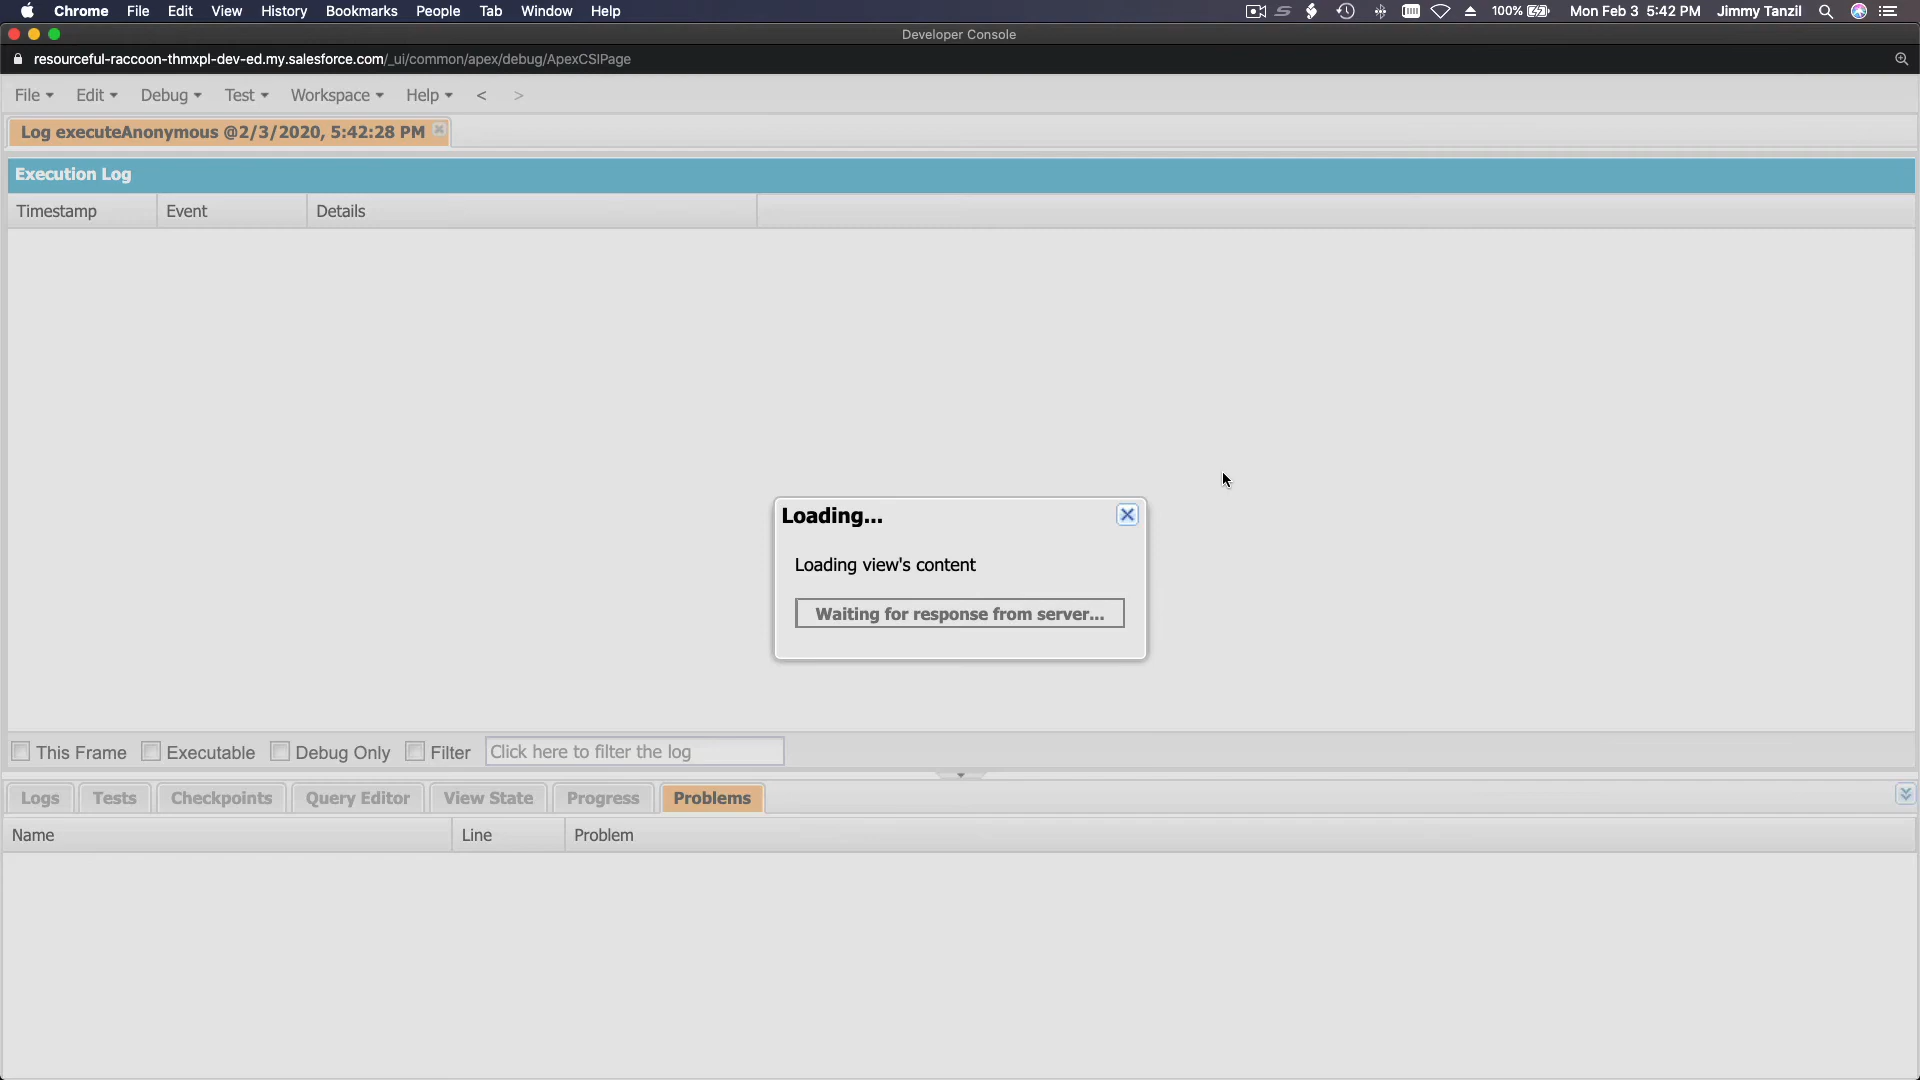 Chrome File Edit View History Bookmarks People Tab Window Help 100% Mon Feb 3 5:42 PM Jimmy Tanzil
Developer Console
resourceful-raccoon-thmxpl-dev-ed.my.salesforce.com/_ui/common/apex/debug/ApexCSIPage
File Edit Debug Test Workspace Help < >
Log executeAnonymous @2/3/2020, 5:42:28 PM
Execution Log
Timestamp Event Details
Loading...
Loading view's content
Waiting for response from server...
This Frame Executable Debug Only Filter Click here to filter the log
Logs Tests Checkpoints Query Editor View State Progress Problems
Name Line Problem